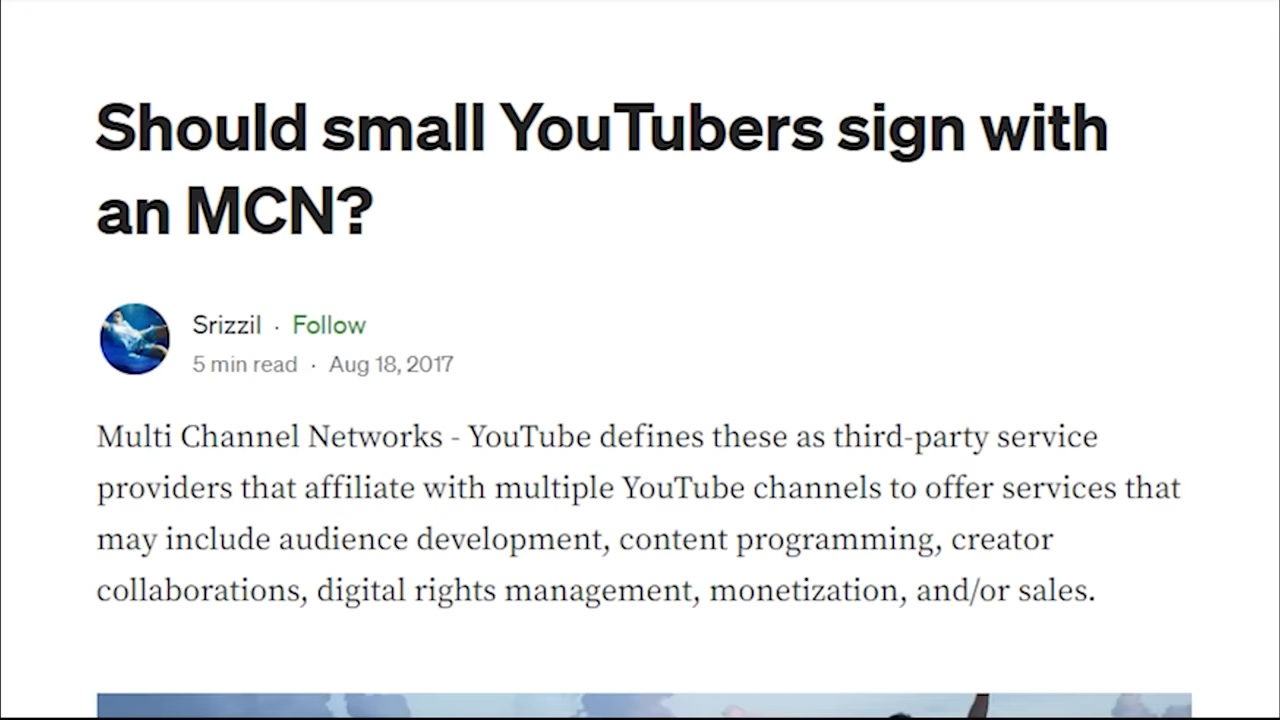 Should small YouTubers sign with
an MCN?
Srizzil · Follow
5 min read · Aug 18, 2017
Multi Channel Networks - YouTube defines these as third-party service
providers that affiliate with multiple YouTube channels to offer services that
may include audience development, content programming, creator
collaborations, digital rights management, monetization, and/or sales.